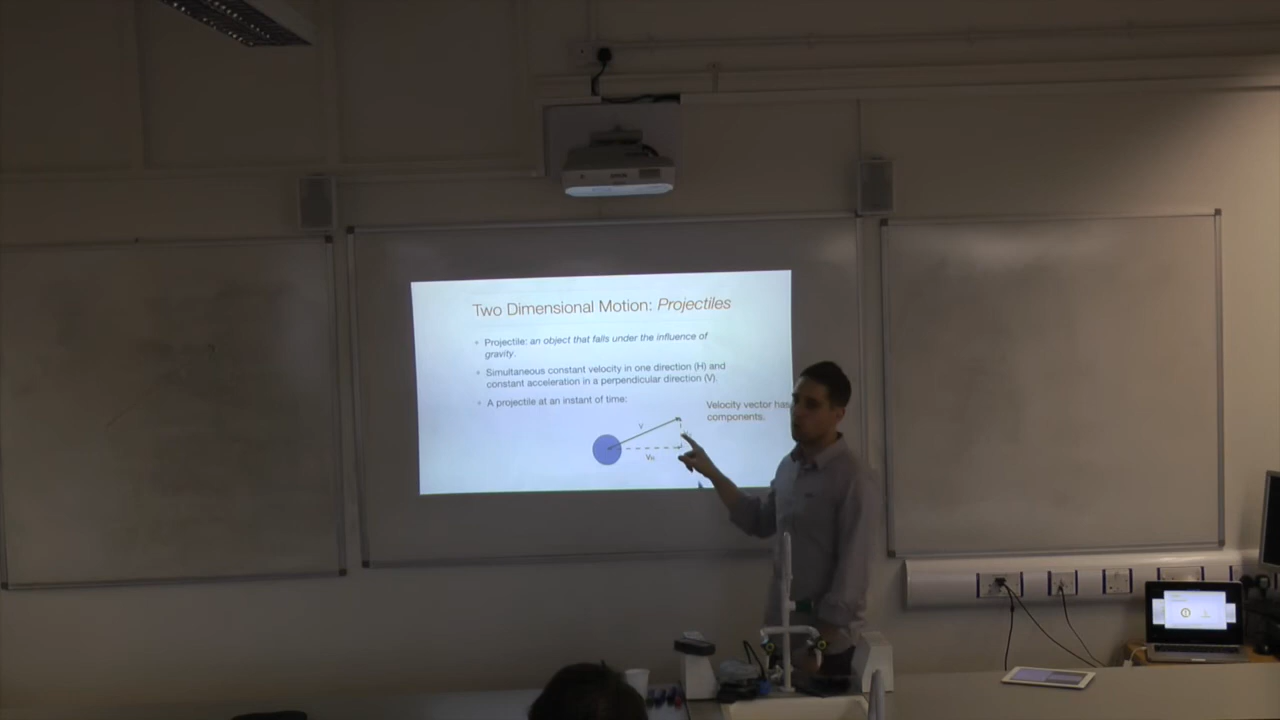 Two Dimensional Motion: Projectiles
• Projectile: an object that falls under the influence of
gravity.
• Simultaneous constant velocity in one direction (H) and
constant acceleration in a perpendicular direction (V).
• A projectile at an instant of time:
Velocity vector has
components.
V
VH